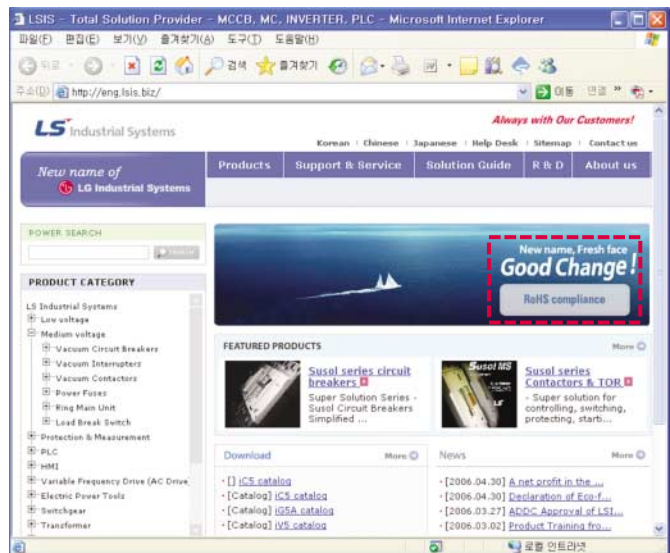 LSIS - Total Solution Provider - MCCB, MC, INVERTER, PLC - Microsoft Internet Explorer
파일(F) 편집(E) 보기(V) 즐겨찾기(A) 도구(T) 도움말(H)
뒤로 검색 즐겨찾기
주소(D) http://eng.lsis.biz/ 이동 연결 »
LS Industrial Systems
Always with Our Customers!
Korean | Chinese | Japanese | Help Desk | Sitemap | Contact us
New name of
LG Industrial Systems
Products Support & Service Solution Guide R & D About us
POWER SEARCH
SEARCH
New name, Fresh face
Good Change!
RoHS compliance
PRODUCT CATEGORY
LS Industrial Systems
Low voltage
Medium voltage
Vacuum Circuit Breakers
Vacuum Interrupters
Vacuum Contactors
Power Fuses
Ring Main Unit
Load Break Switch
Protection & Measurement
PLC
HMI
Variable Frequency Drive (AC Drive
Electric Power Tools
Switchgear
Transformer
FEATURED PRODUCTS More
Susol series circuit
breakers
Super Solution Series -
Susol Circuit Breakers
Simplified ...
Susol MS
Susol series
Contactors & TOR
- Super solution for
controlling, switching,
protecting, starti...
Download More
· [] iC5 catalog
· [Catalog] iC5 catalog
· [Catalog] iG5A catalog
· [Catalog] iV5 catalog
News More
· [2006.04.30] A net profit in the ...
· [2006.04.30] Declaration of Eco-f...
· [2006.03.27] ADDC Approval of LSI...
· [2006.03.02] Product Training fro...
로컬 인트라넷